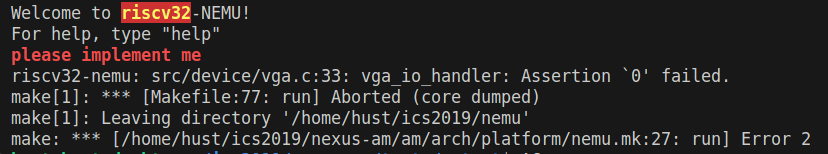 Welcome to riscv32-NEMU!
For help, type "help"
please implement me
riscv32-nemu: src/device/vga.c:33: vga_io_handler: Assertion `0' failed.
make[1]: *** [Makefile:77: run] Aborted (core dumped)
make[1]: Leaving directory '/home/hust/ics2019/nemu'
make: *** [/home/hust/ics2019/nexus-am/am/arch/platform/nemu.mk:27: run] Error 2